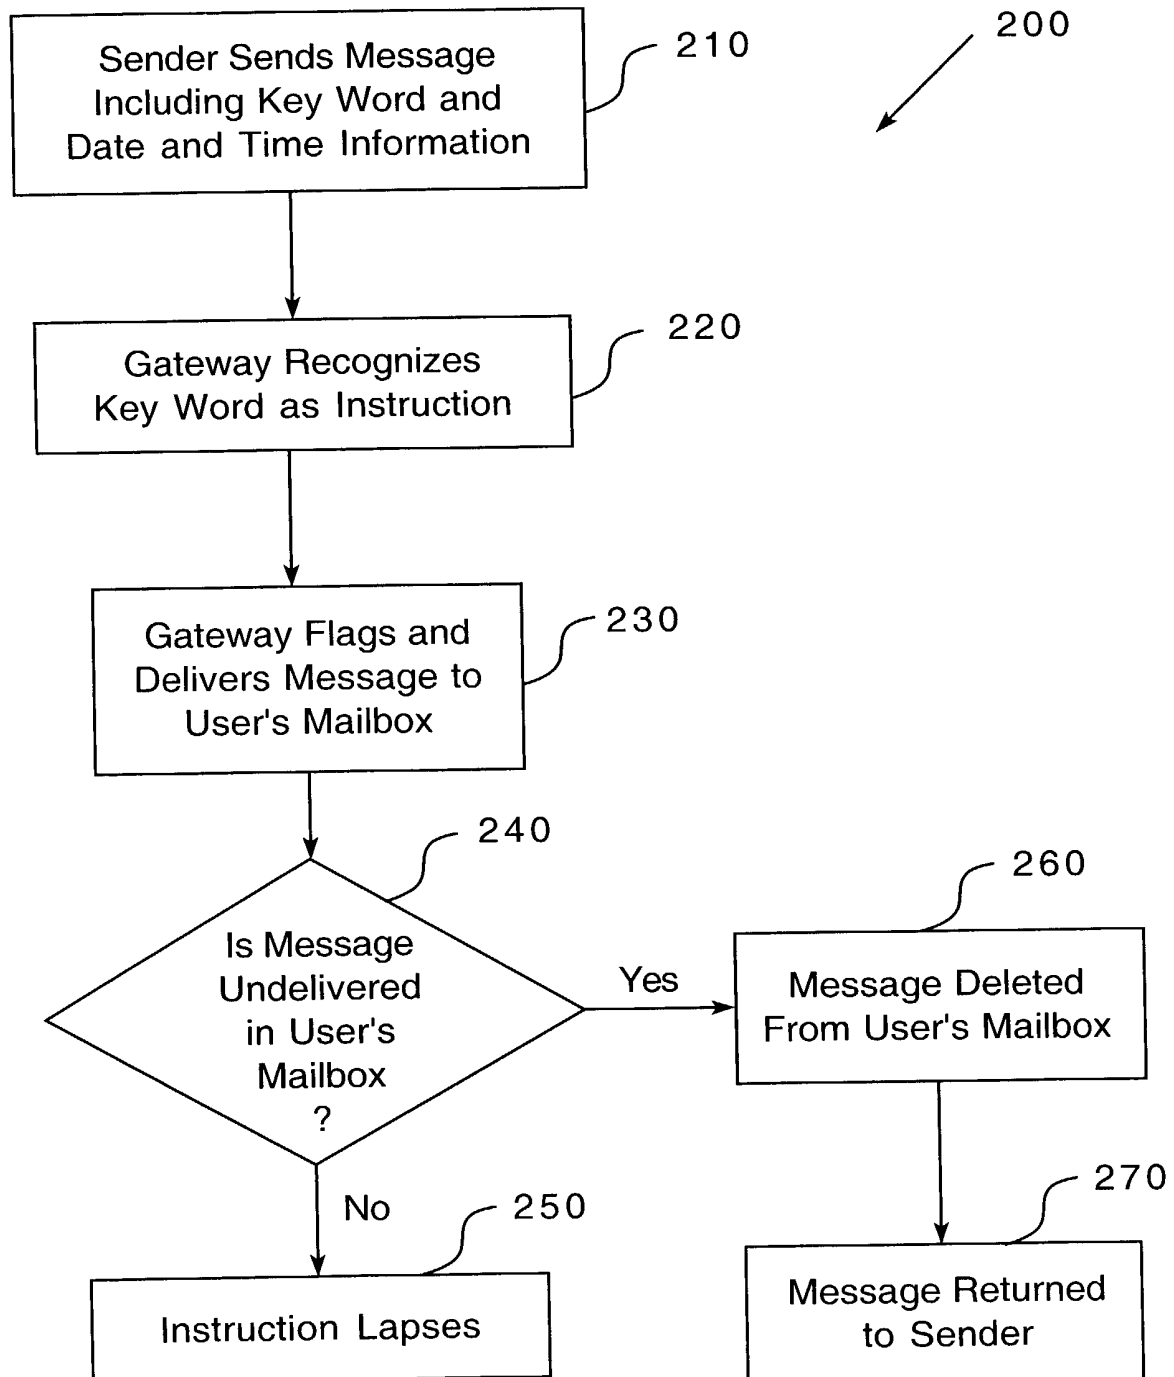 200
Sender Sends Message
Including Key Word and
Date and Time Information
210
Gateway Recognizes
Key Word as Instruction
220
Gateway Flags and
Delivers Message to
User's Mailbox
230
Is Message
Undelivered
in User's
Mailbox
?
240
Yes
Message Deleted
From User's Mailbox
260
No
Instruction Lapses
250
Message Returned
to Sender
270